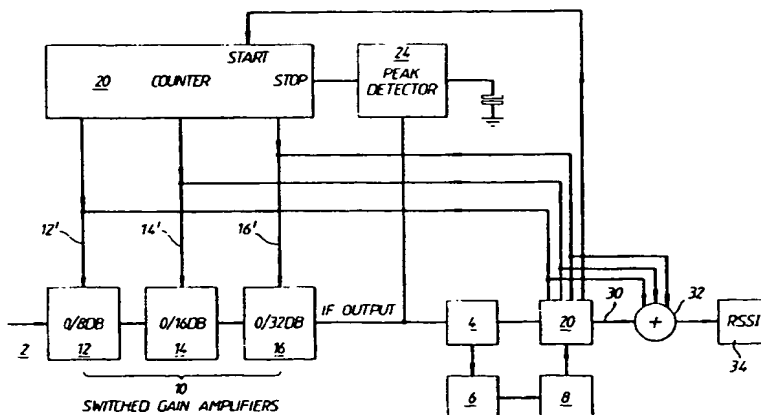 START
24
20 COUNTER
PEAK
STOP
DETECTOR
12' 14' 16'
0/8DB 0/16DB 0/32DB IF OUTPUT 4 20 30 + 32 RSSI
2 12 14 16 34
10 6 8
SWITCHED GAIN AMPLIFIERS